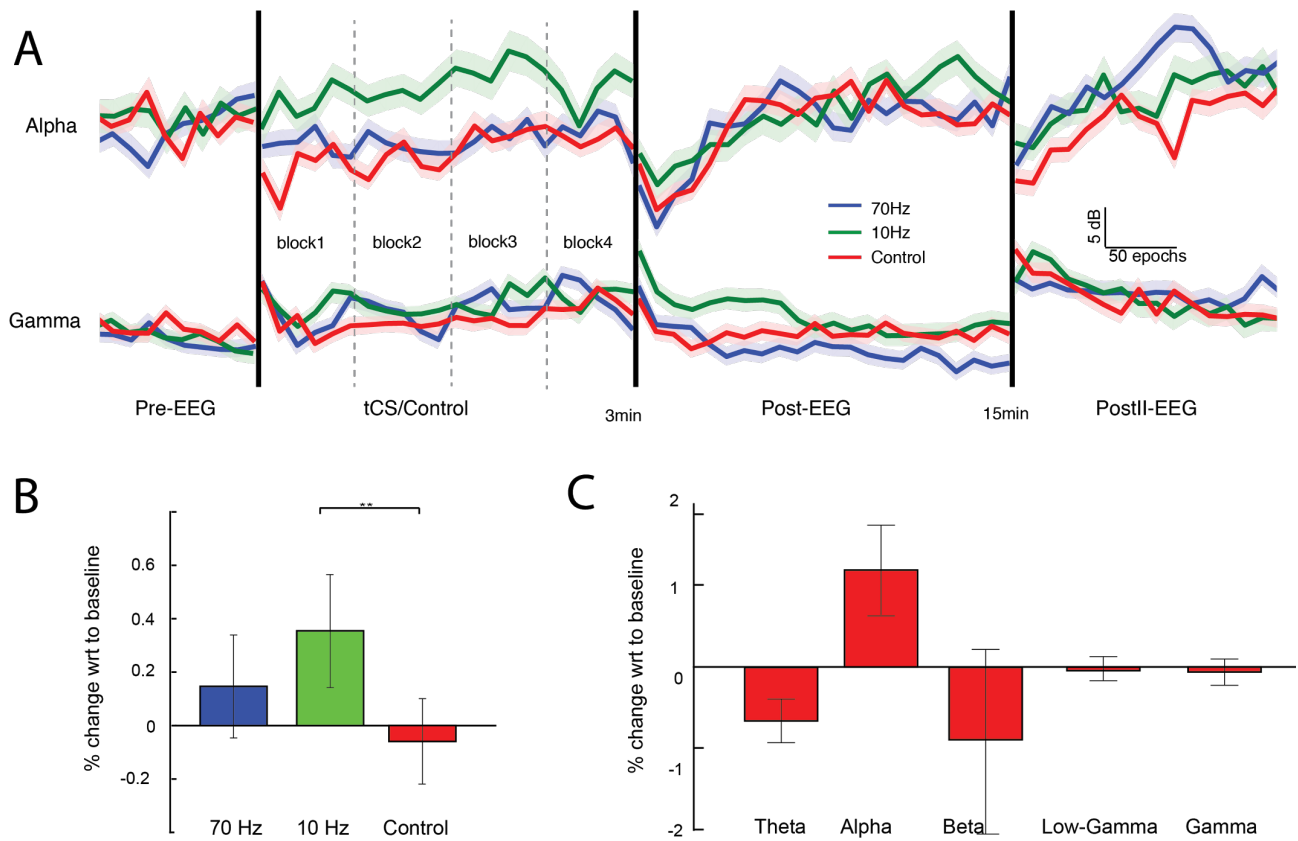 A
Alpha
block1 block2 block3 block4
70Hz
10Hz
Control
5 dB
50 epochs
Gamma
Pre-EEG tCS/Control 3min Post-EEG 15min PostII-EEG
B
% change wrt to baseline
**
0.6
0.4
0.2
0
-0.2
70 Hz 10 Hz Control
C
% change wrt to baseline
2
1
0
-1
-2
Theta Alpha Beta Low-Gamma Gamma